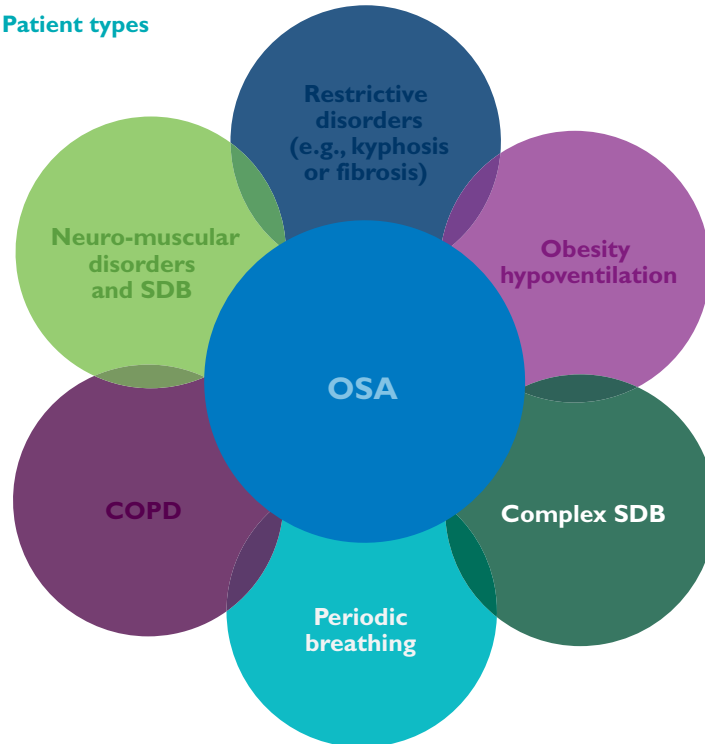 Patient types
Restrictive
disorders
(e.g., kyphosis
or fibrosis)
Neuro-muscular
disorders
and SDB
Obesity
hypoventilation
OSA
COPD
Complex SDB
Periodic
breathing